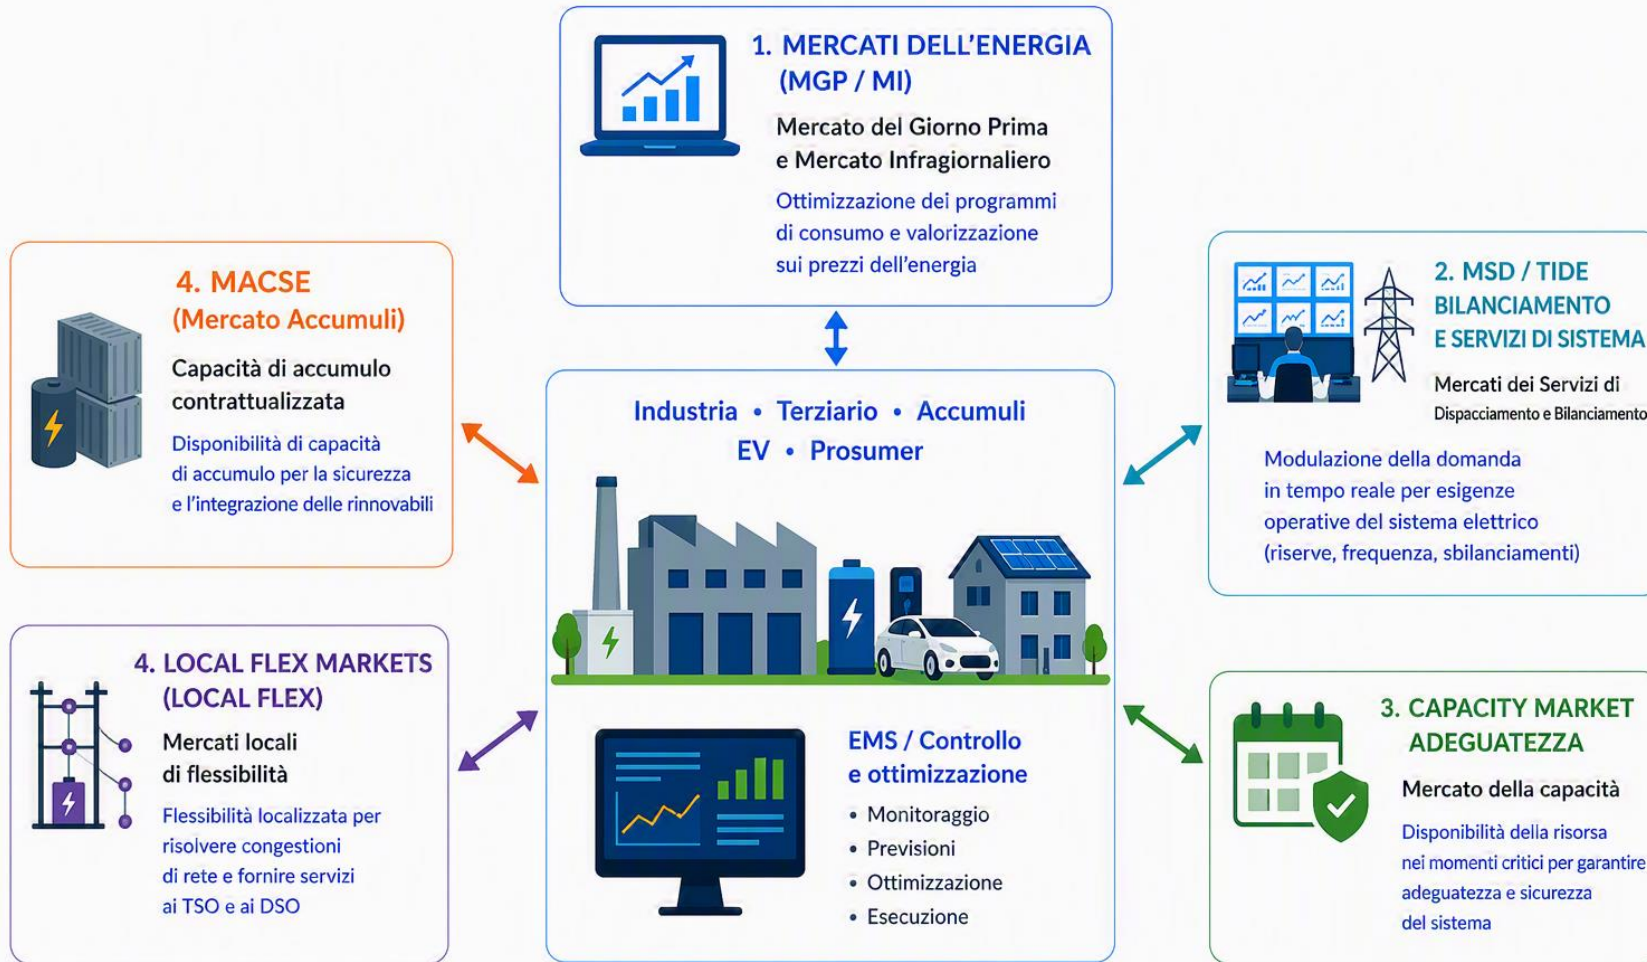 1. MERCATI DELL’ENERGIA
(MGP / MI)
Mercato del Giorno Prima
e Mercato Infragiornaliero
Ottimizzazione dei programmi
di consumo e valorizzazione
sui prezzi dell’energia
4. MACSE
(Mercato Accumuli)
Capacità di accumulo
contrattualizzata
Disponibilità di capacità
di accumulo per la sicurezza
e l’integrazione delle rinnovabili
2. MSD / TIDE
BILANCIAMENTO
E SERVIZI DI SISTEMA
Mercati dei Servizi di
Dispacciamento e Bilanciamento
Modulazione della domanda
in tempo reale per esigenze
operative del sistema elettrico
(riserve, frequenza, sbilanciamenti)
Industria • Terziario • Accumuli
EV • Prosumer
EMS / Controllo
e ottimizzazione
• Monitoraggio
• Previsioni
• Ottimizzazione
• Esecuzione
4. LOCAL FLEX MARKETS
(LOCAL FLEX)
Mercati locali
di flessibilità
Flessibilità localizzata per
risolvere congestioni
di rete e fornire servizi
ai TSO e ai DSO
3. CAPACITY MARKET
ADEGUATEZZA
Mercato della capacità
Disponibilità della risorsa
nei momenti critici per garantire
adeguatezza e sicurezza
del sistema